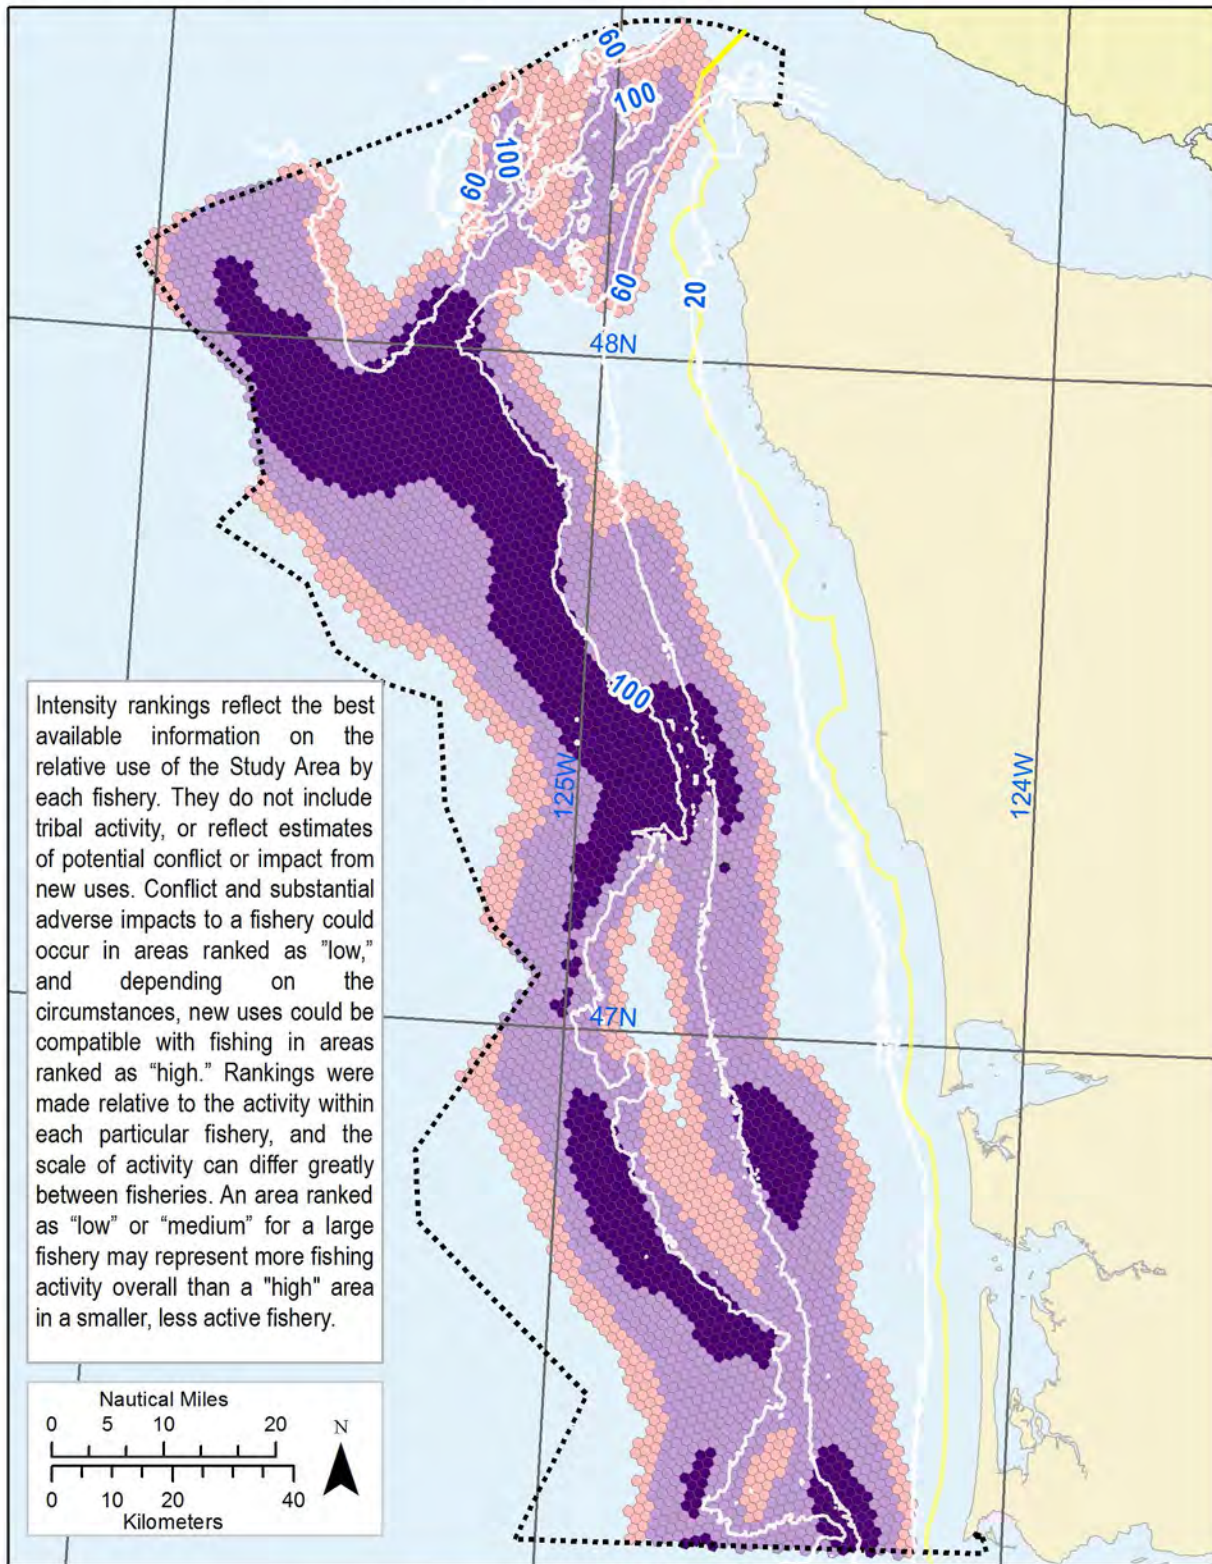 60
100
100
60
60
20
48N
100
125W
124W
47N
Intensity rankings reflect the best
available information on the
relative use of the Study Area by
each fishery. They do not include
tribal activity, or reflect estimates
of potential conflict or impact from
new uses. Conflict and substantial
adverse impacts to a fishery could
occur in areas ranked as "low,"
and depending on the
circumstances, new uses could be
compatible with fishing in areas
ranked as "high." Rankings were
made relative to the activity within
each particular fishery, and the
scale of activity can differ greatly
between fisheries. An area ranked
as "low" or "medium" for a large
fishery may represent more fishing
activity overall than a "high" area
in a smaller, less active fishery.
Nautical Miles
0 5 10 20
N
0 10 20 40
Kilometers